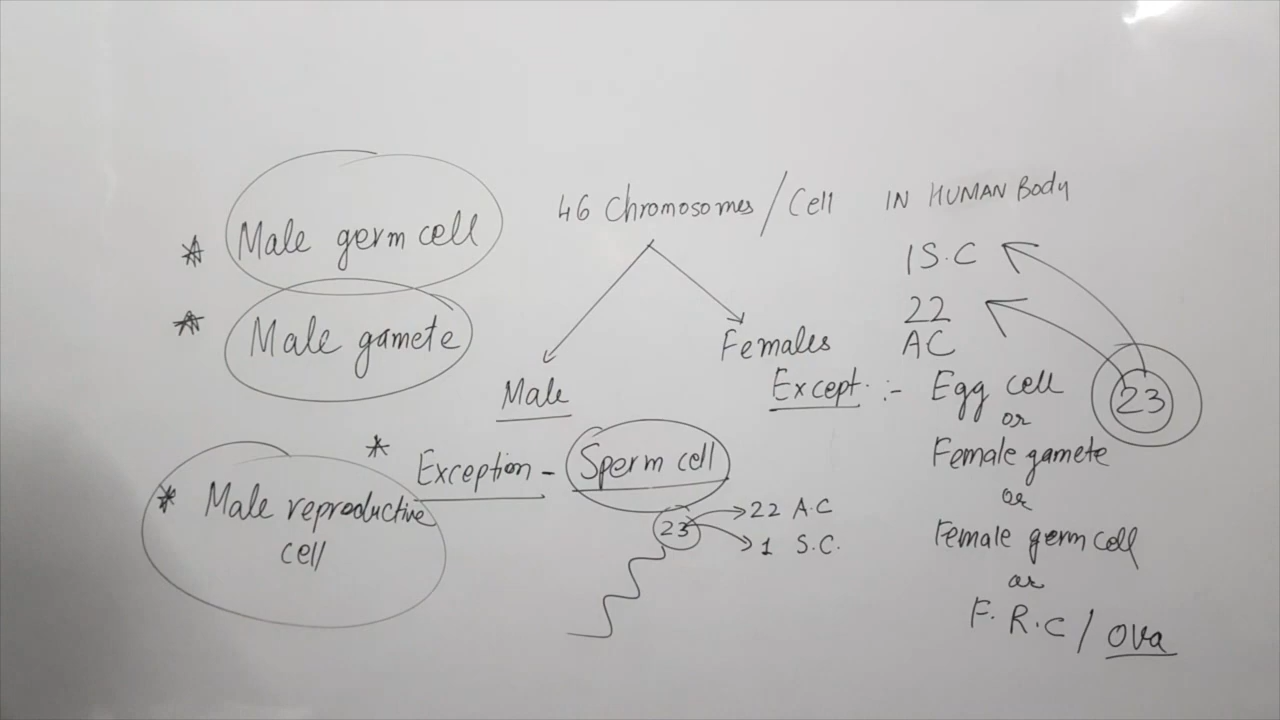 46 Chromosomes / Cell IN HUMAN BODY
* Male germ cell
* Male gamete
* Male reproductive
cell
Male
* Exception - Sperm cell
23
22 A.C
1 S.C.
Females
1 S.C
22
AC
Except. :- Egg cell
23
or
Female gamete
or
Female germ cell
or
F. R.C / Ova